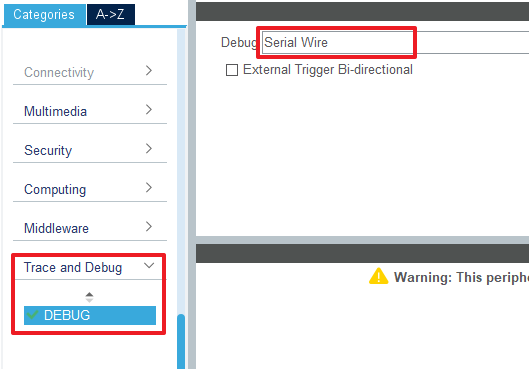 Categories A->Z
Connectivity
Multimedia
Security
Computing
Middleware
Trace and Debug
DEBUG
Debug Serial Wire
External Trigger Bi-directional
Warning: This periphe